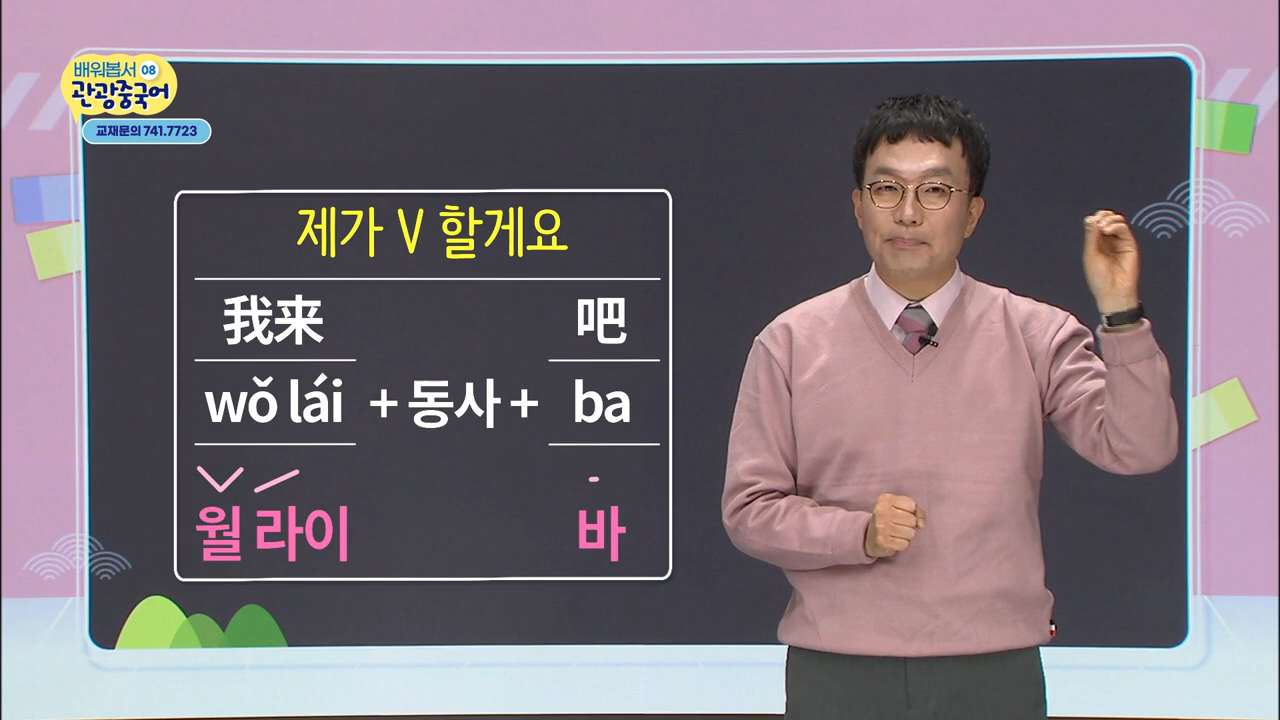 배워봅서 08
관광중국어
교재문의 741.7723
제가 V 할게요
我来 吧
wǒ lái + 동사 + ba
월 라이 바